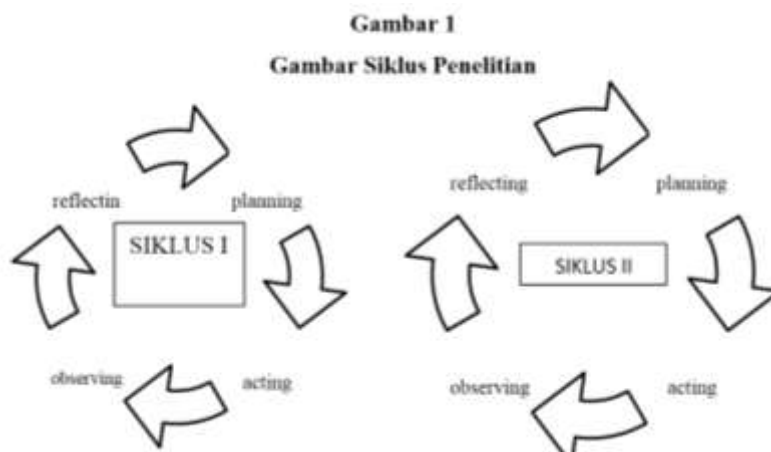 Gambar 1
Gambar Siklus Penelitian
reflectin
planning
SIKLUS I
observing
acting
reflecting
planning
SIKLUS II
observing
acting